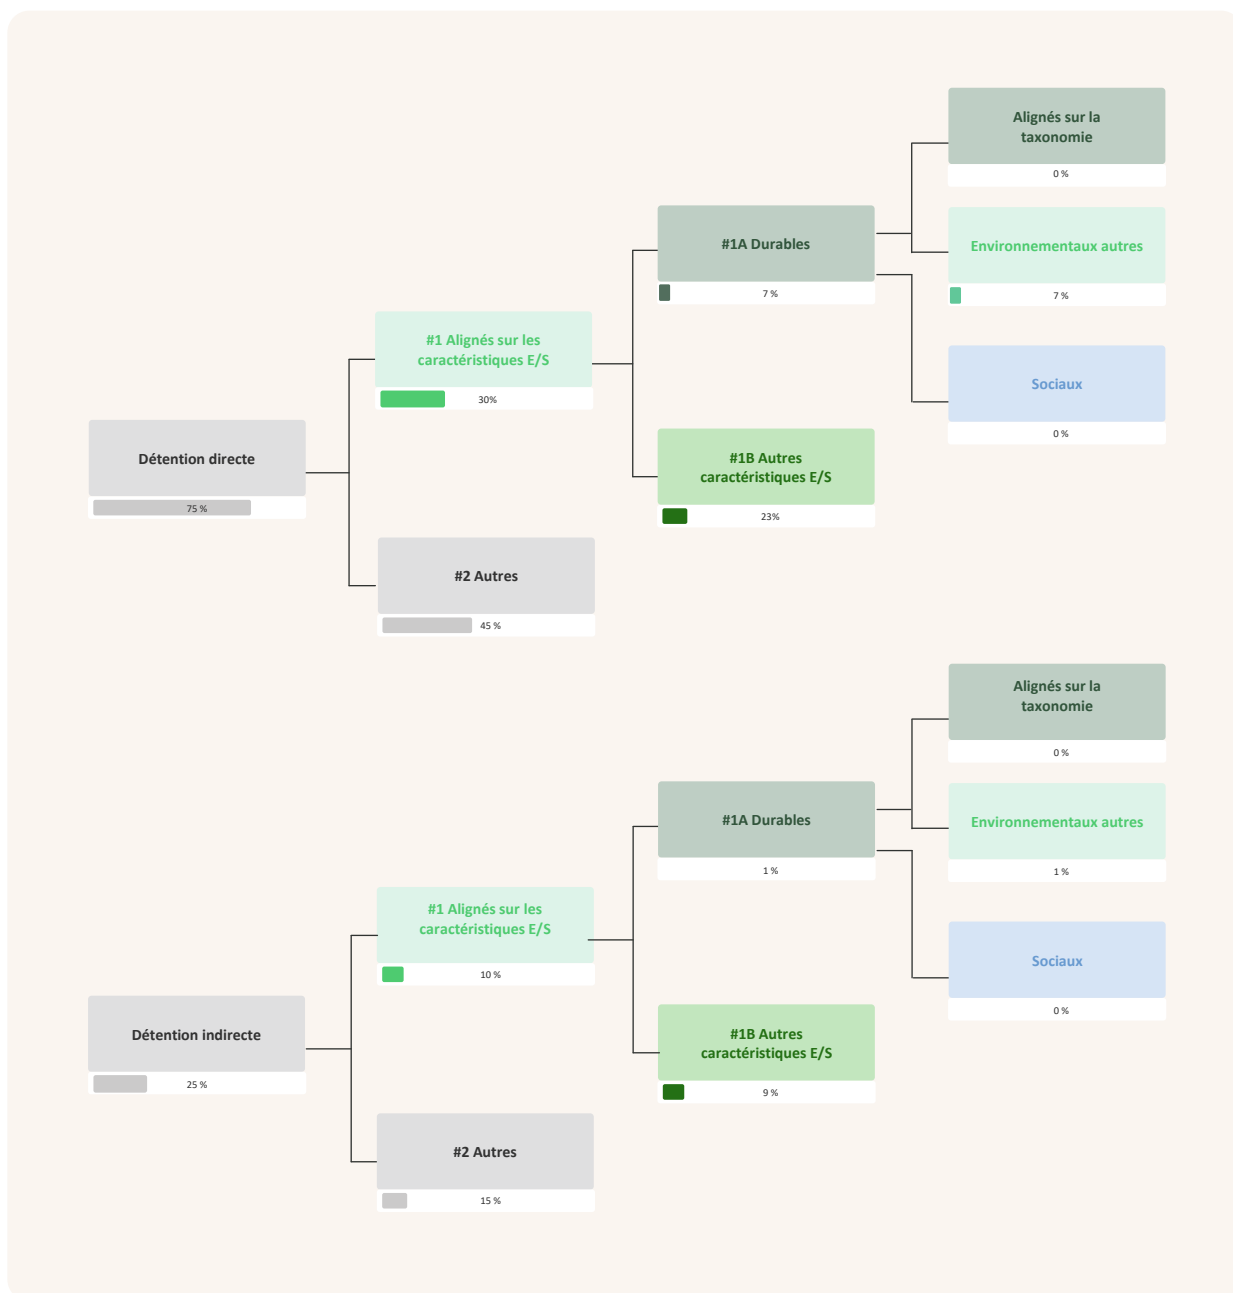 Alignés sur la
taxonomie
0 %
#1A Durables
7 %
Environnementaux autres
7 %
#1 Alignés sur les
caractéristiques E/S
30%
Sociaux
0 %
Détention directe
75 %
#1B Autres
caractéristiques E/S
23%
#2 Autres
45 %
Alignés sur la
taxonomie
0 %
#1A Durables
1 %
Environnementaux autres
1 %
#1 Alignés sur les
caractéristiques E/S
10 %
Sociaux
0 %
Détention indirecte
25 %
#1B Autres
caractéristiques E/S
9 %
#2 Autres
15 %